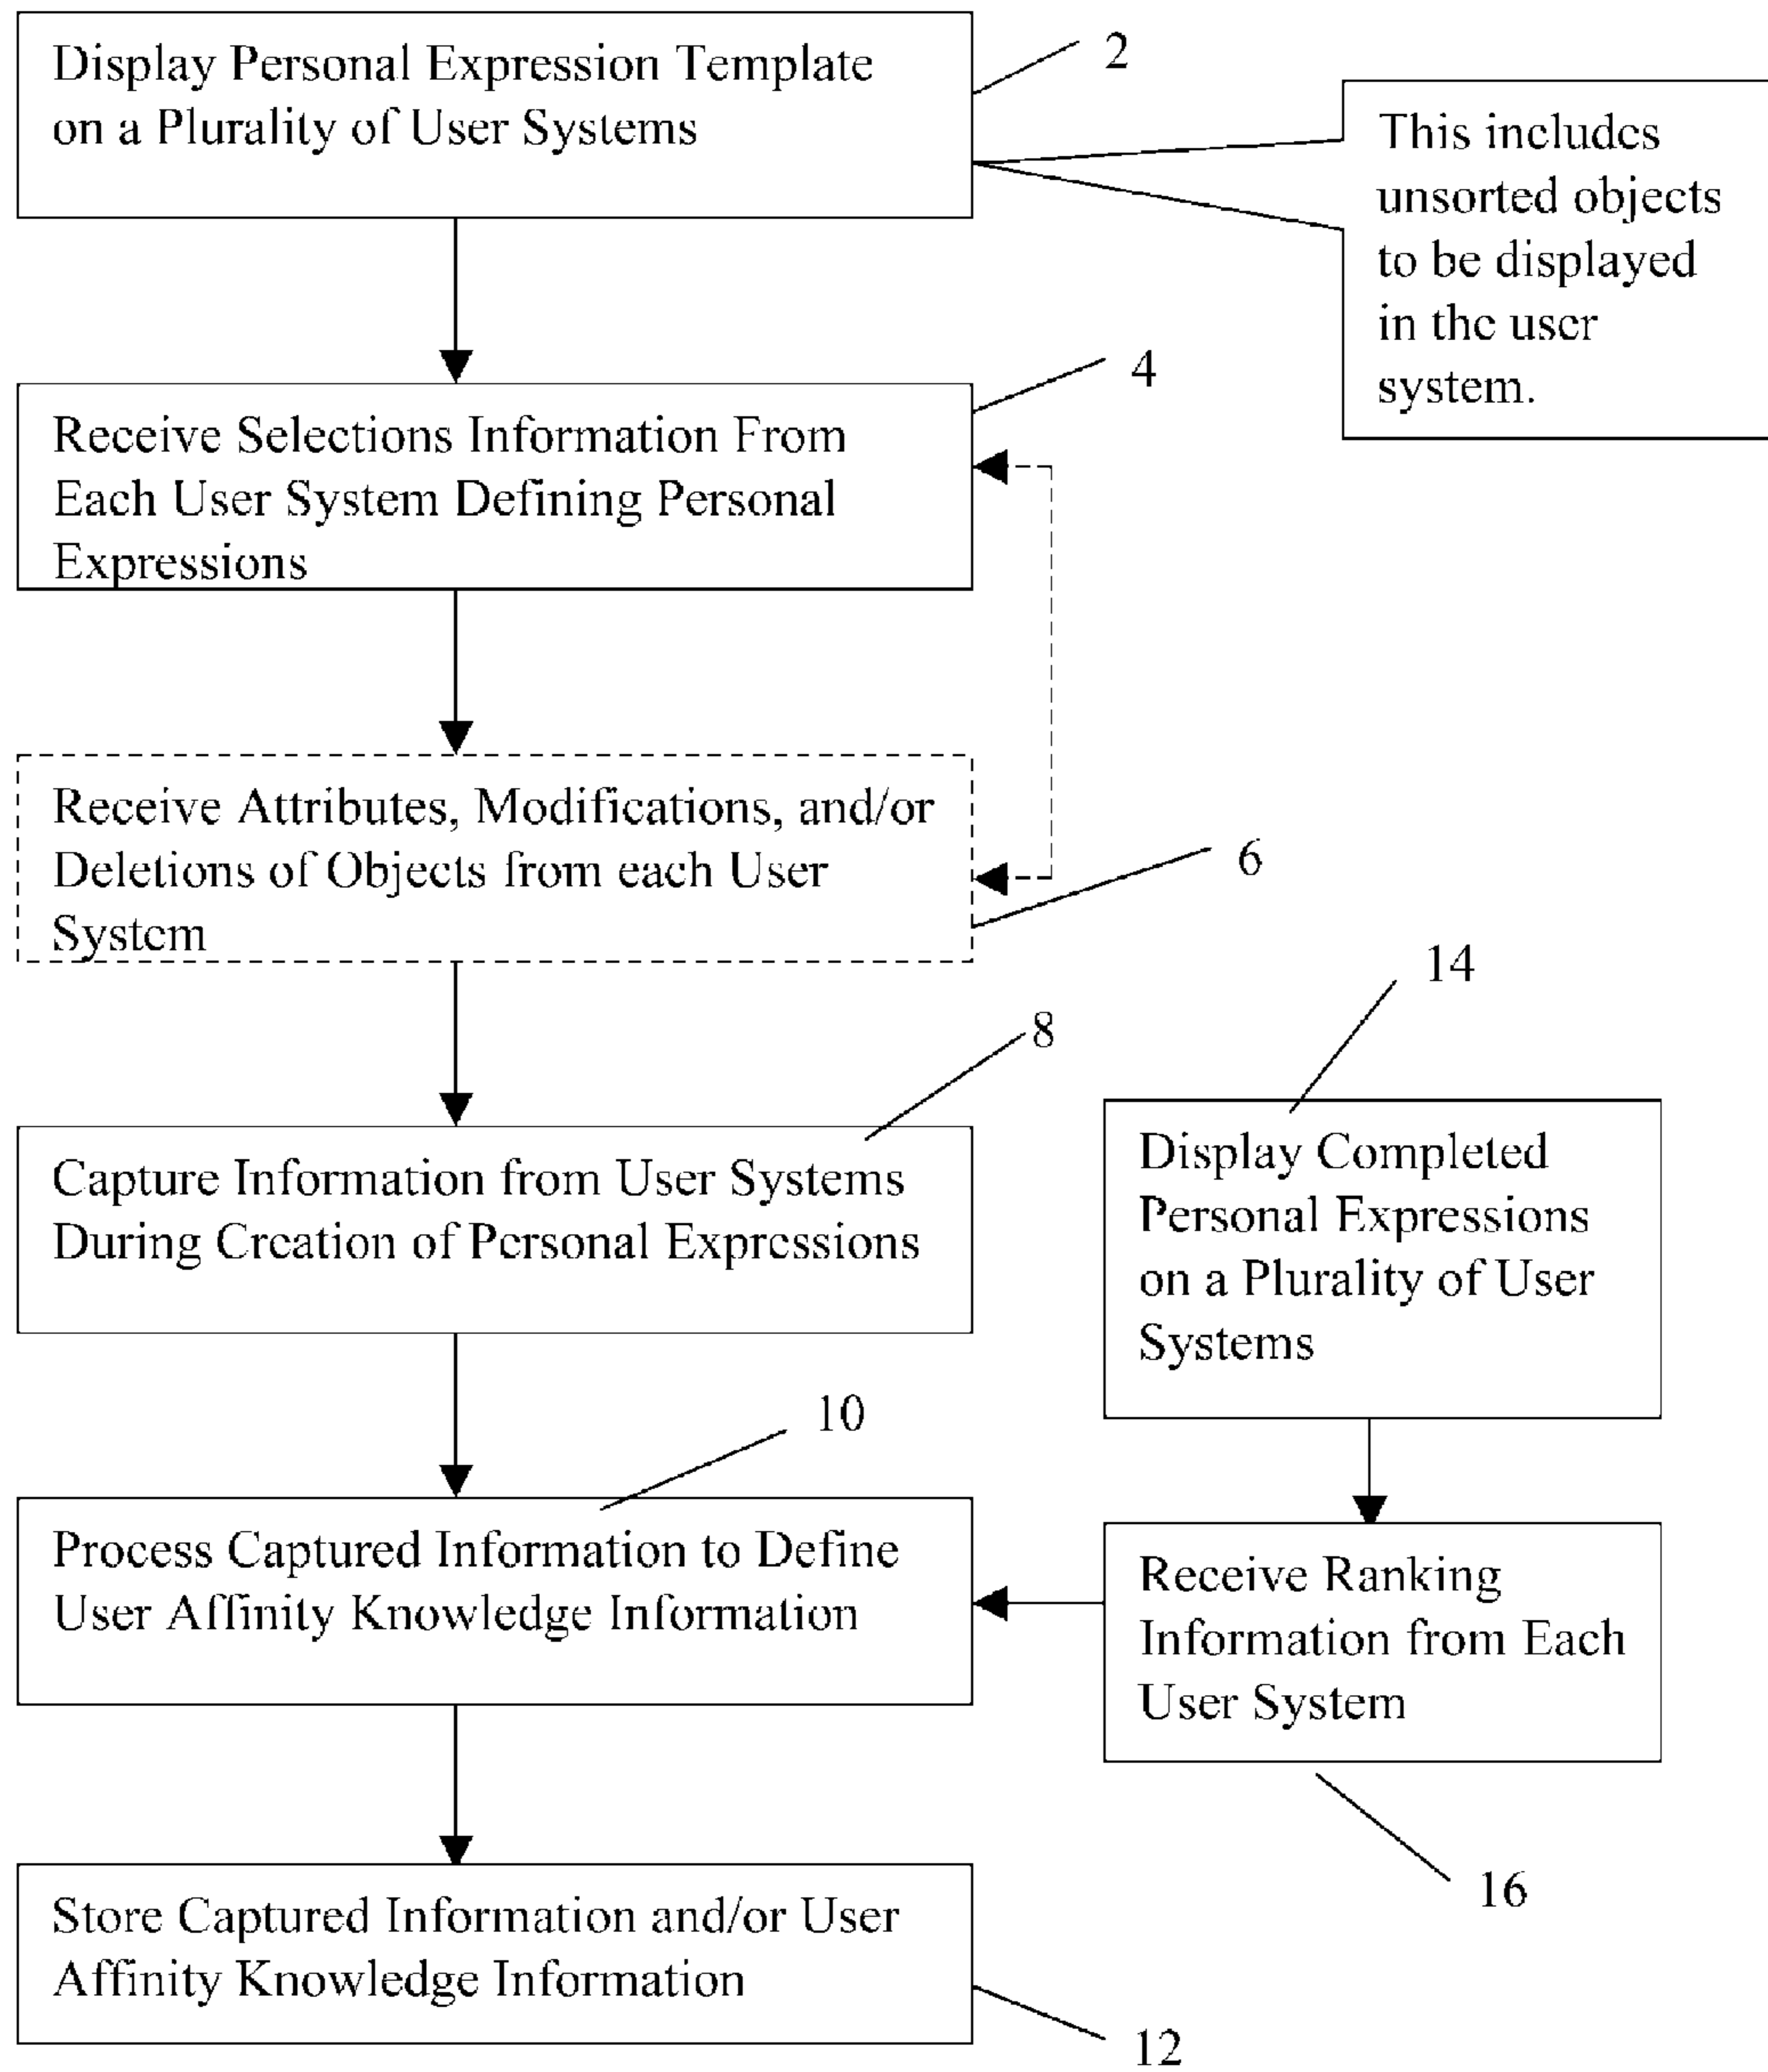 Display Personal Expression Template
on a Plurality of User Systems
2
This includes
unsorted objects
to be displayed
in the user
system.
4
Receive Selections Information From
Each User System Defining Personal
Expressions
Receive Attributes, Modifications, and/or
Deletions of Objects from each User
System
6
14
8
Capture Information from User Systems
During Creation of Personal Expressions
Display Completed
Personal Expressions
on a Plurality of User
Systems
10
Process Captured Information to Define
User Affinity Knowledge Information
Receive Ranking
Information from Each
User System
16
Store Captured Information and/or User
Affinity Knowledge Information
12